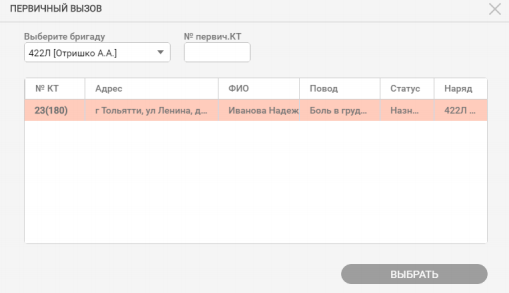 ПЕРВИЧНЫЙ ВЫЗОВ
Выберите бригаду № первич.КТ
422Л [Отришко А.А.]
№ КТ Адрес ФИО Повод Статус Наряд
23(180) г Тольятти, ул Ленина, д... Иванова Надеж Боль в груд... Назн... 422Л ...
ВЫБРАТЬ